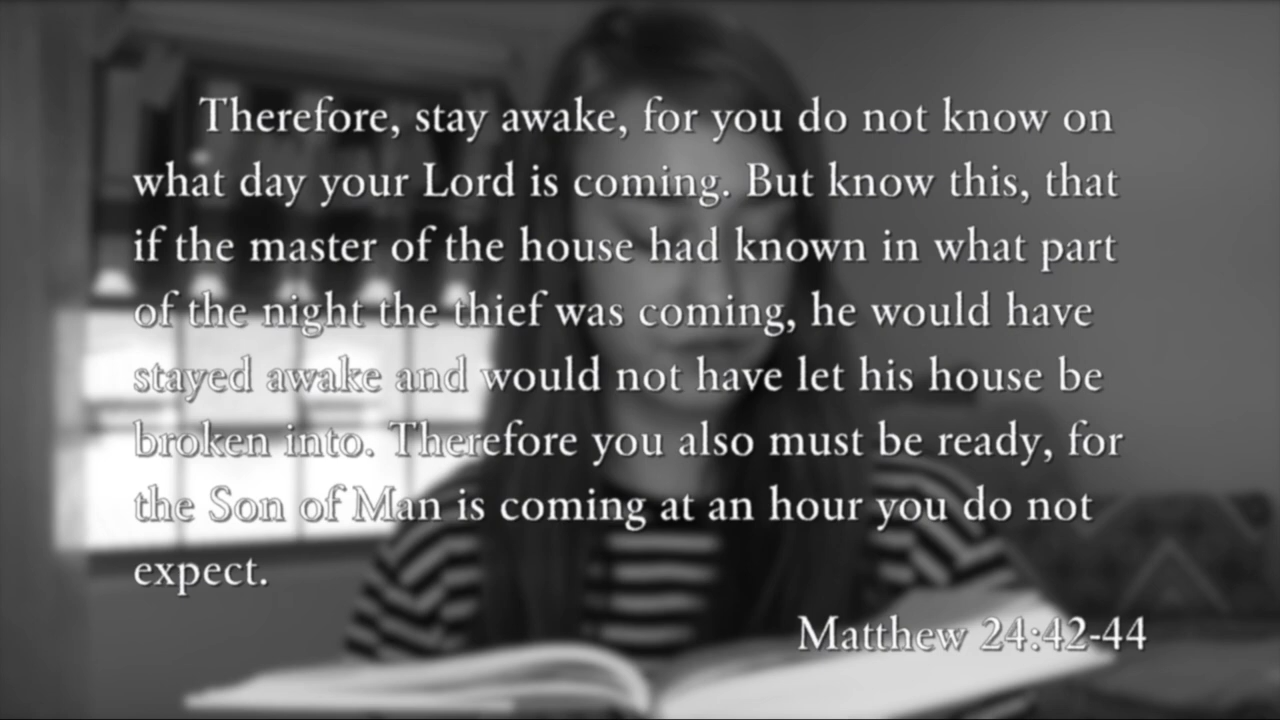 Therefore, stay awake, for you do not know on
what day your Lord is coming. But know this, that
if the master of the house had known in what part
of the night the thief was coming, he would have
stayed awake and would not have let his house be
broken into. Therefore you also must be ready, for
the Son of Man is coming at an hour you do not
expect.
Matthew 24:42-44